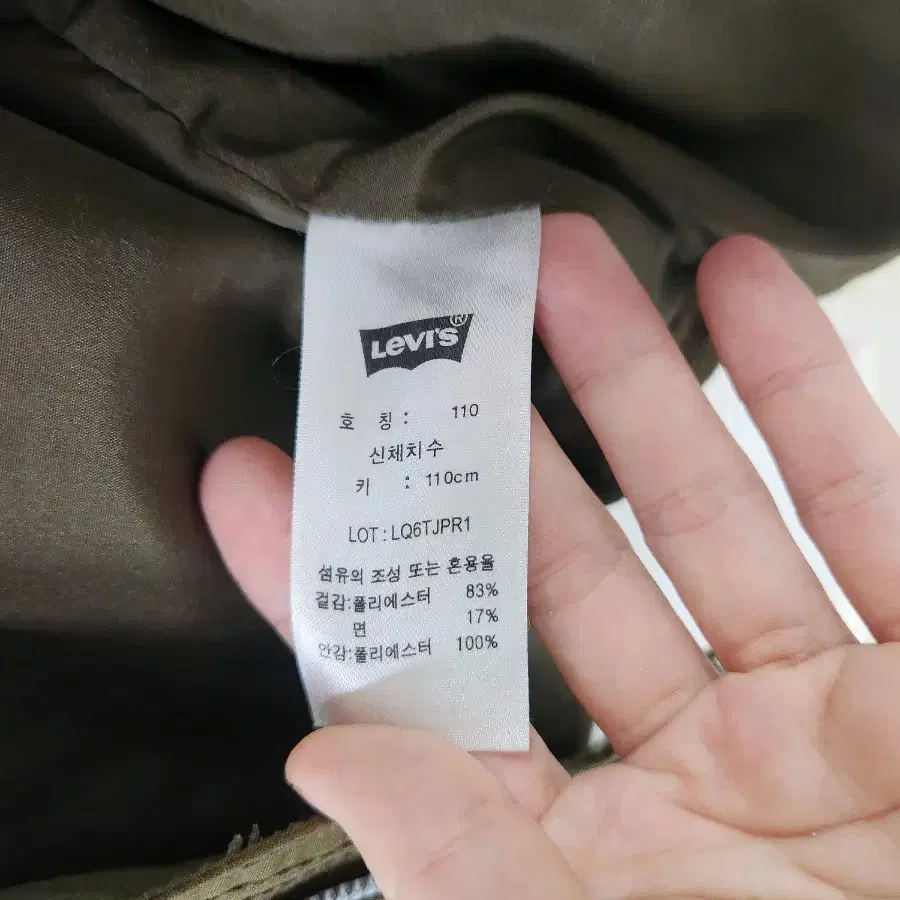 LEVI'S®
호 칭 : 110
신체치수
키 : 110cm
LOT : LQ6TJPR1
섬유의 조성 또는 혼용율
겉감:폴리에스터 83%
면 17%
안감:폴리에스터 100%